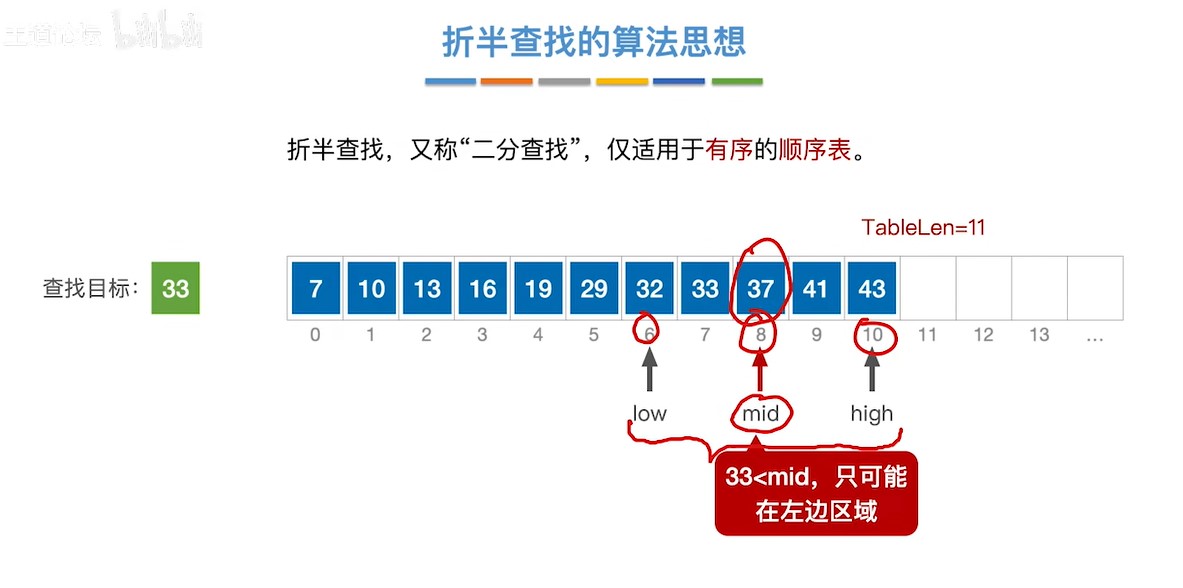 王道论坛 bilibili
折半查找的算法思想
折半查找，又称“二分查找”，仅适用于有序的顺序表。
TableLen=11
查找目标： 33
7 10 13 16 19 29 32 33 37 41 43
0 1 2 3 4 5 6 7 8 9 10 11 12 13 ...
low mid high
33<mid，只可能
在左边区域